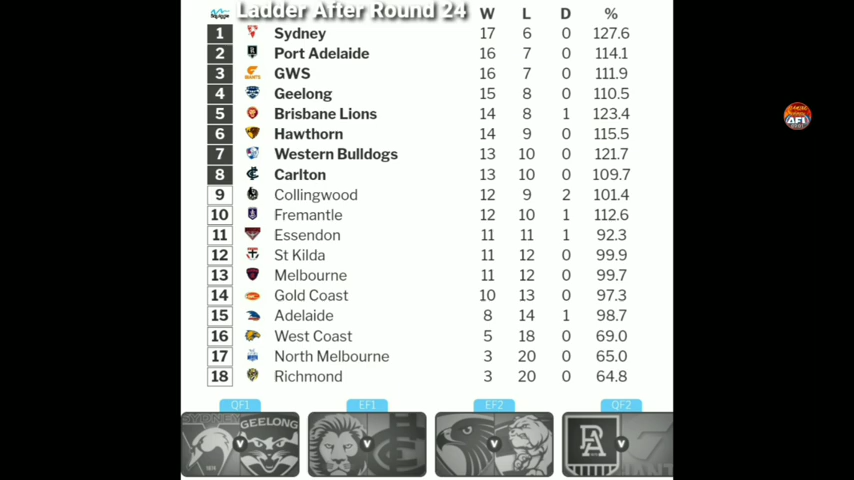 Ladder After Round 24 W L D %
1 Sydney 17 6 0 127.6
2 Port Adelaide 16 7 0 114.1
3 GWS 16 7 0 111.9
4 Geelong 15 8 0 110.5
5 Brisbane Lions 14 8 1 123.4
6 Hawthorn 14 9 0 115.5
7 Western Bulldogs 13 10 0 121.7
8 Carlton 13 10 0 109.7
9 Collingwood 12 9 2 101.4
10 Fremantle 12 10 1 112.6
11 Essendon 11 11 1 92.3
12 St Kilda 11 12 0 99.9
13 Melbourne 11 12 0 99.7
14 Gold Coast 10 13 0 97.3
15 Adelaide 8 14 1 98.7
16 West Coast 5 18 0 69.0
17 North Melbourne 3 20 0 65.0
18 Richmond 3 20 0 64.8
QF1 EF1 EF2 QF2
SYDNEY V GEELONG V V PA V GIANTS
AFL